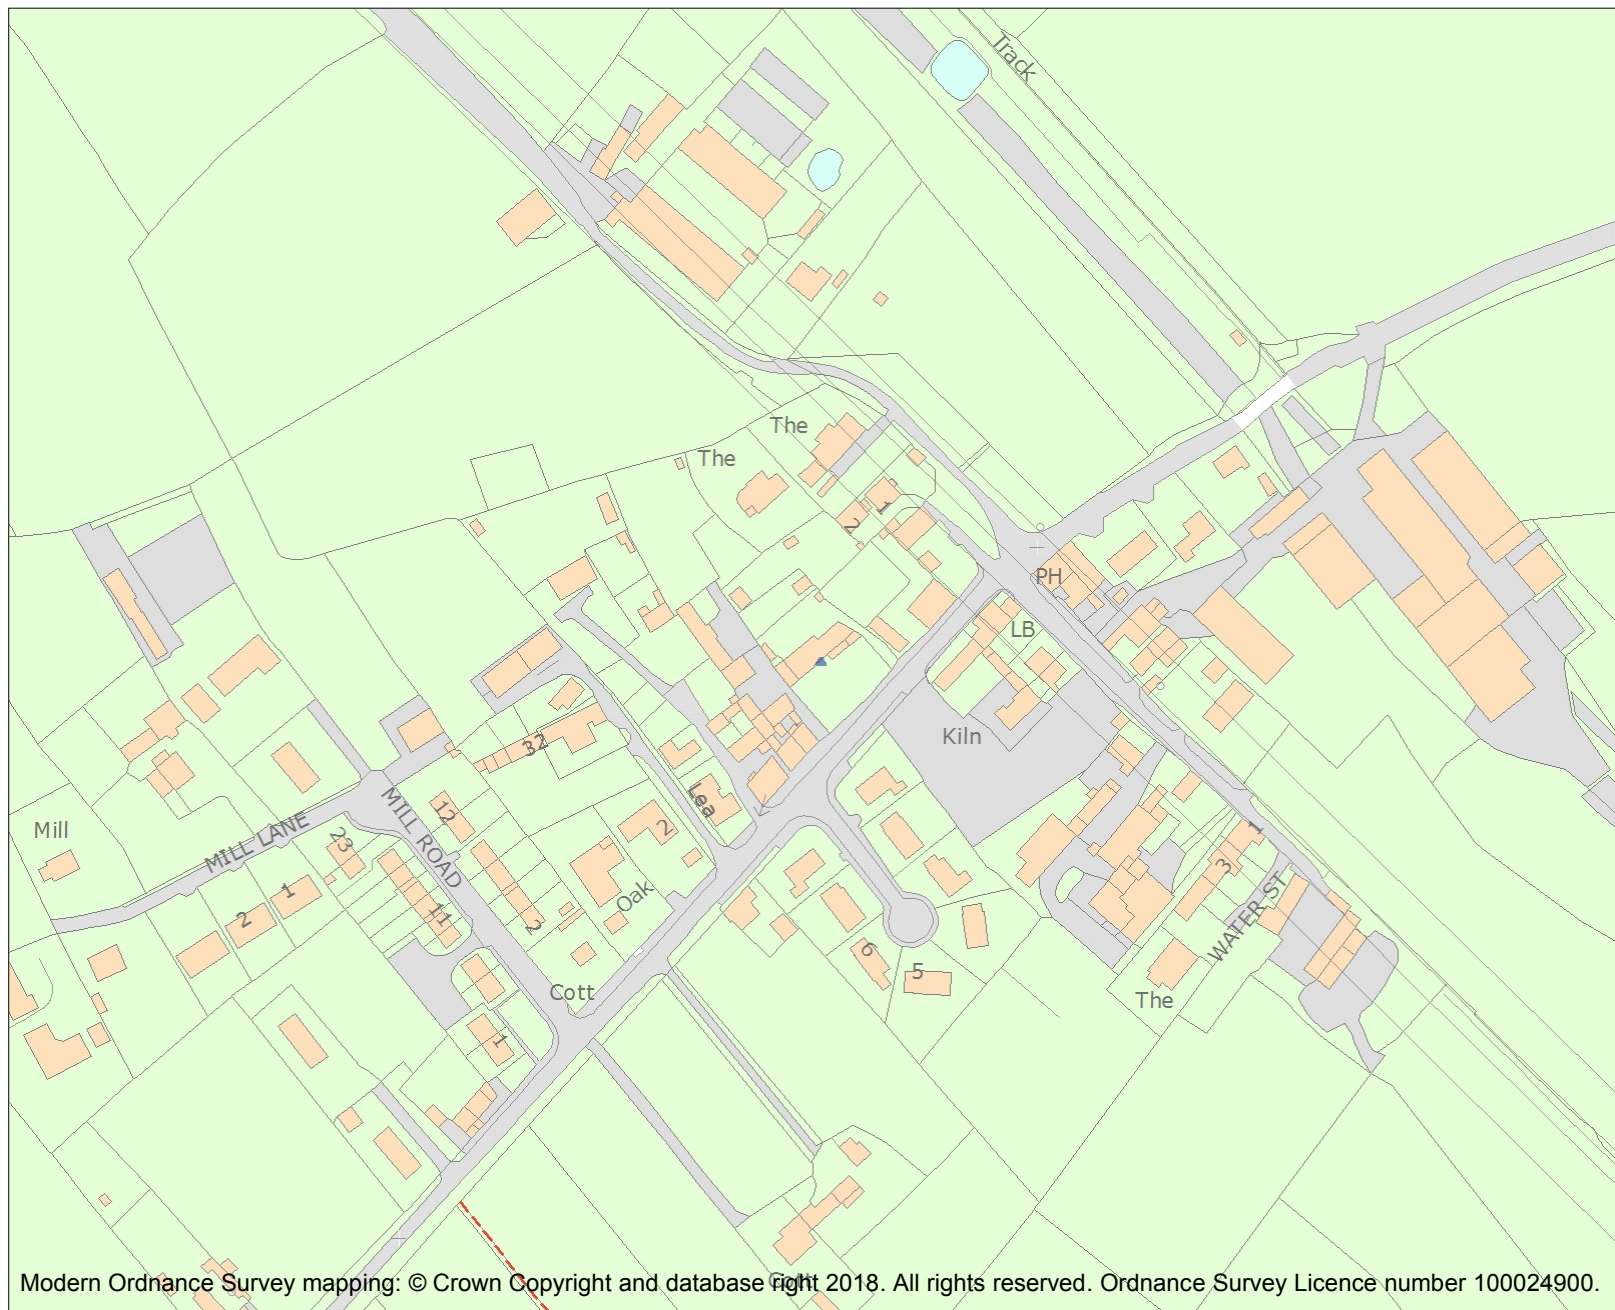 Track
The
The
1
2
PH
LB
Kiln
32
Lea
12
2
MILL ROAD
Mill
23
MILL LANE
1
3
1
2
Oak
11
2
WATER ST
6
5
Cott
The
1
Cott
Modern Ordnance Survey mapping: © Crown Copyright and database right 2018. All rights reserved. Ordnance Survey Licence number 100024900.